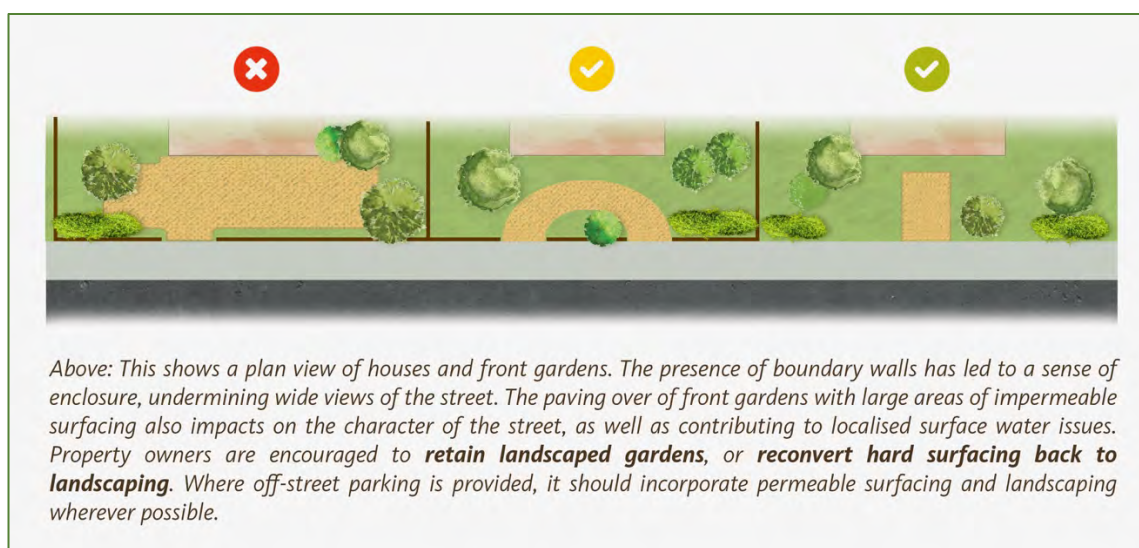 Above: This shows a plan view of houses and front gardens. The presence of boundary walls has led to a sense of
enclosure, undermining wide views of the street. The paving over of front gardens with large areas of impermeable
surfacing also impacts on the character of the street, as well as contributing to localised surface water issues.
Property owners are encouraged to retain landscaped gardens, or reconvert hard surfacing back to
landscaping. Where off-street parking is provided, it should incorporate permeable surfacing and landscaping
wherever possible.